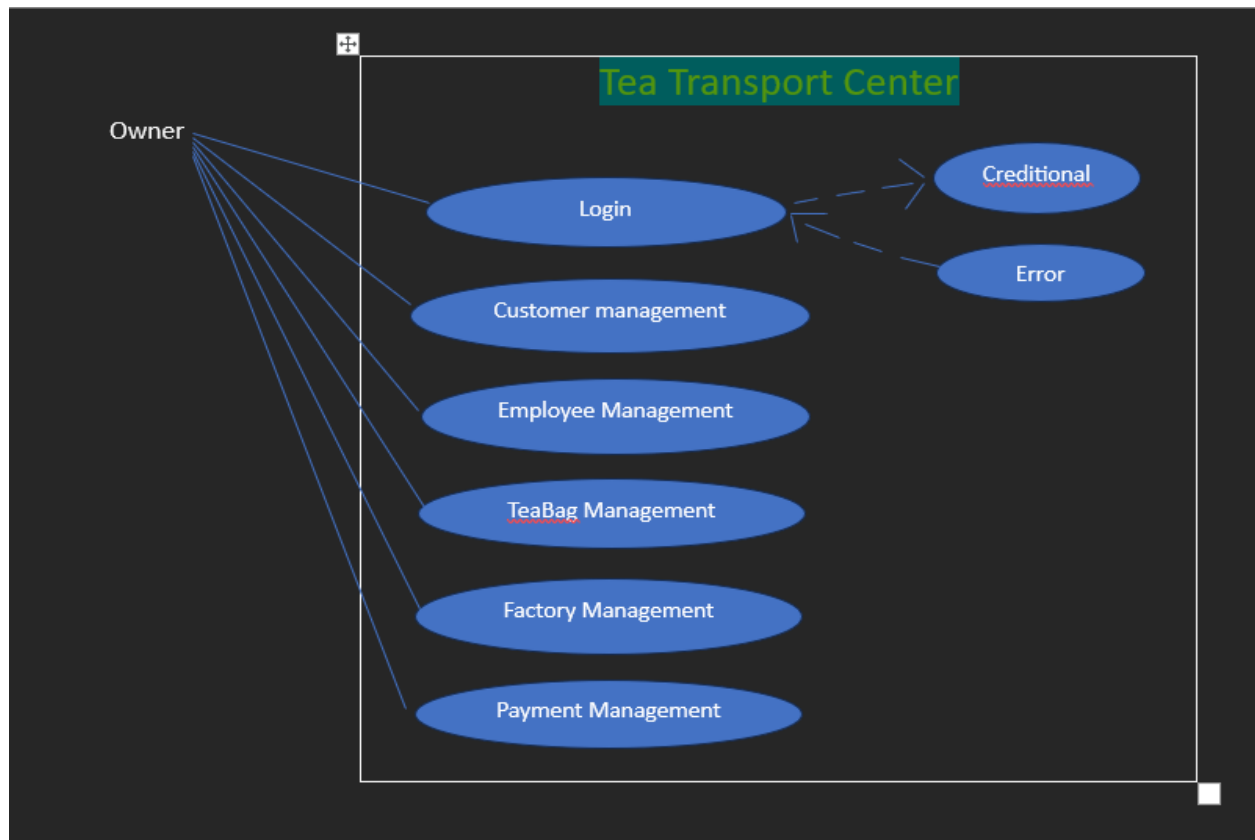 Tea Transport Center
Owner
Login
Creditional
Error
Customer management
Employee Management
TeaBag Management
Factory Management
Payment Management